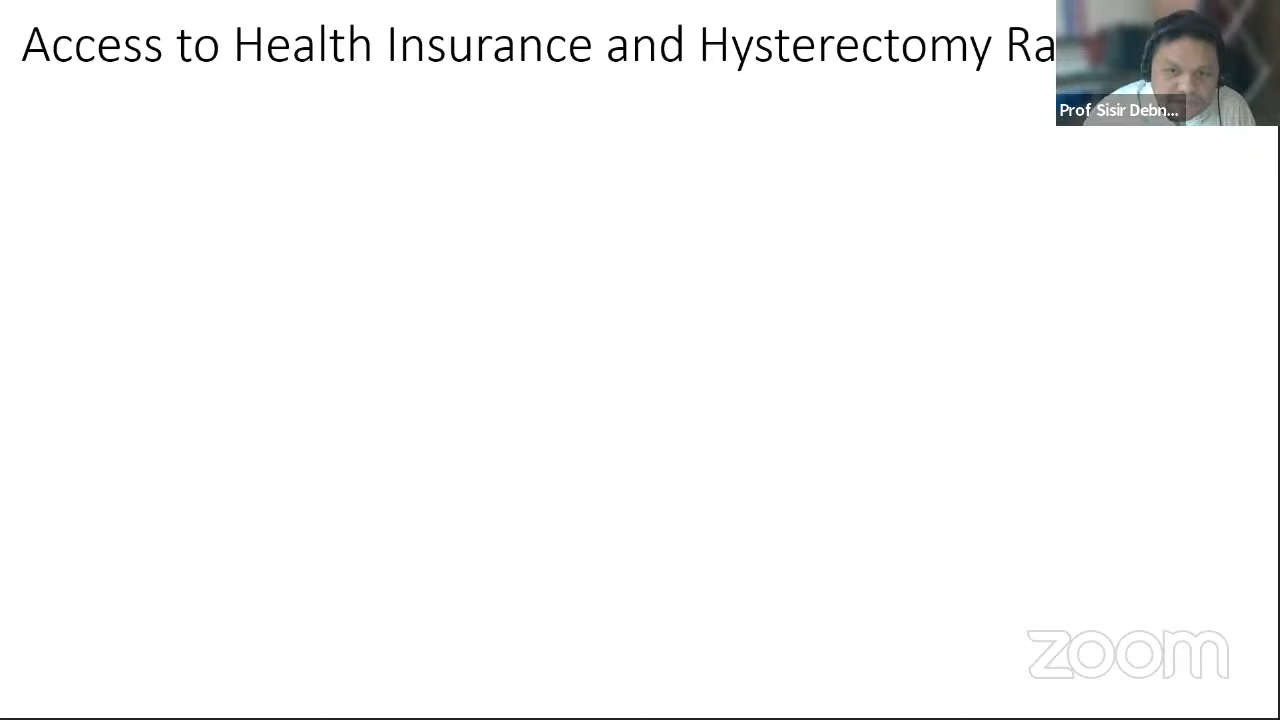 Access to Health Insurance and Hysterectomy Ra
Prof Sisir Debn...
zoom